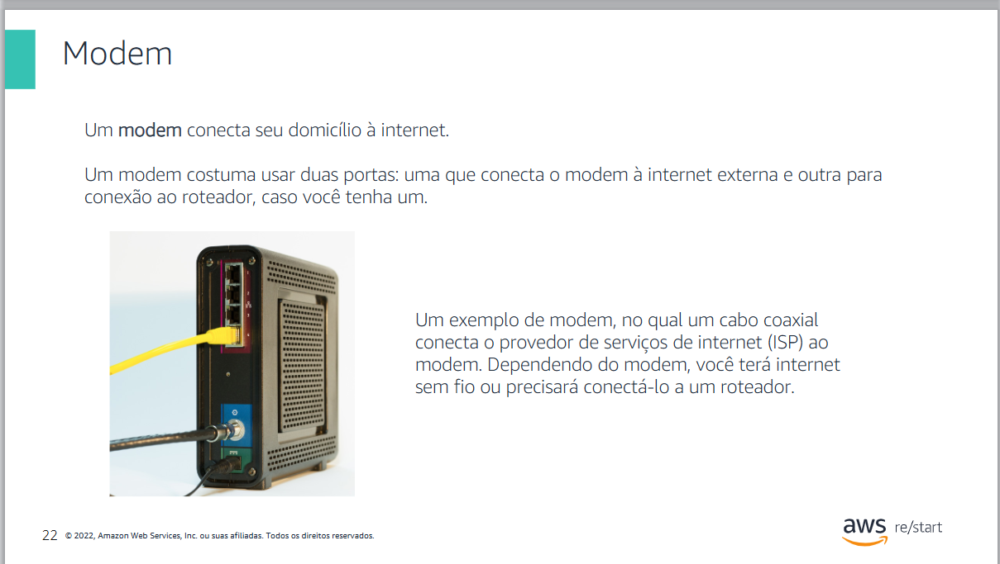 Modem
Um modem conecta seu domicílio à internet.
Um modem costuma usar duas portas: uma que conecta o modem à internet externa e outra para
conexão ao roteador, caso você tenha um.
Um exemplo de modem, no qual um cabo coaxial
conecta o provedor de serviços de internet (ISP) ao
modem. Dependendo do modem, você terá internet
sem fio ou precisará conectá-lo a um roteador.
22 © 2022, Amazon Web Services, Inc. ou suas afiliadas. Todos os direitos reservados.
aws re/start